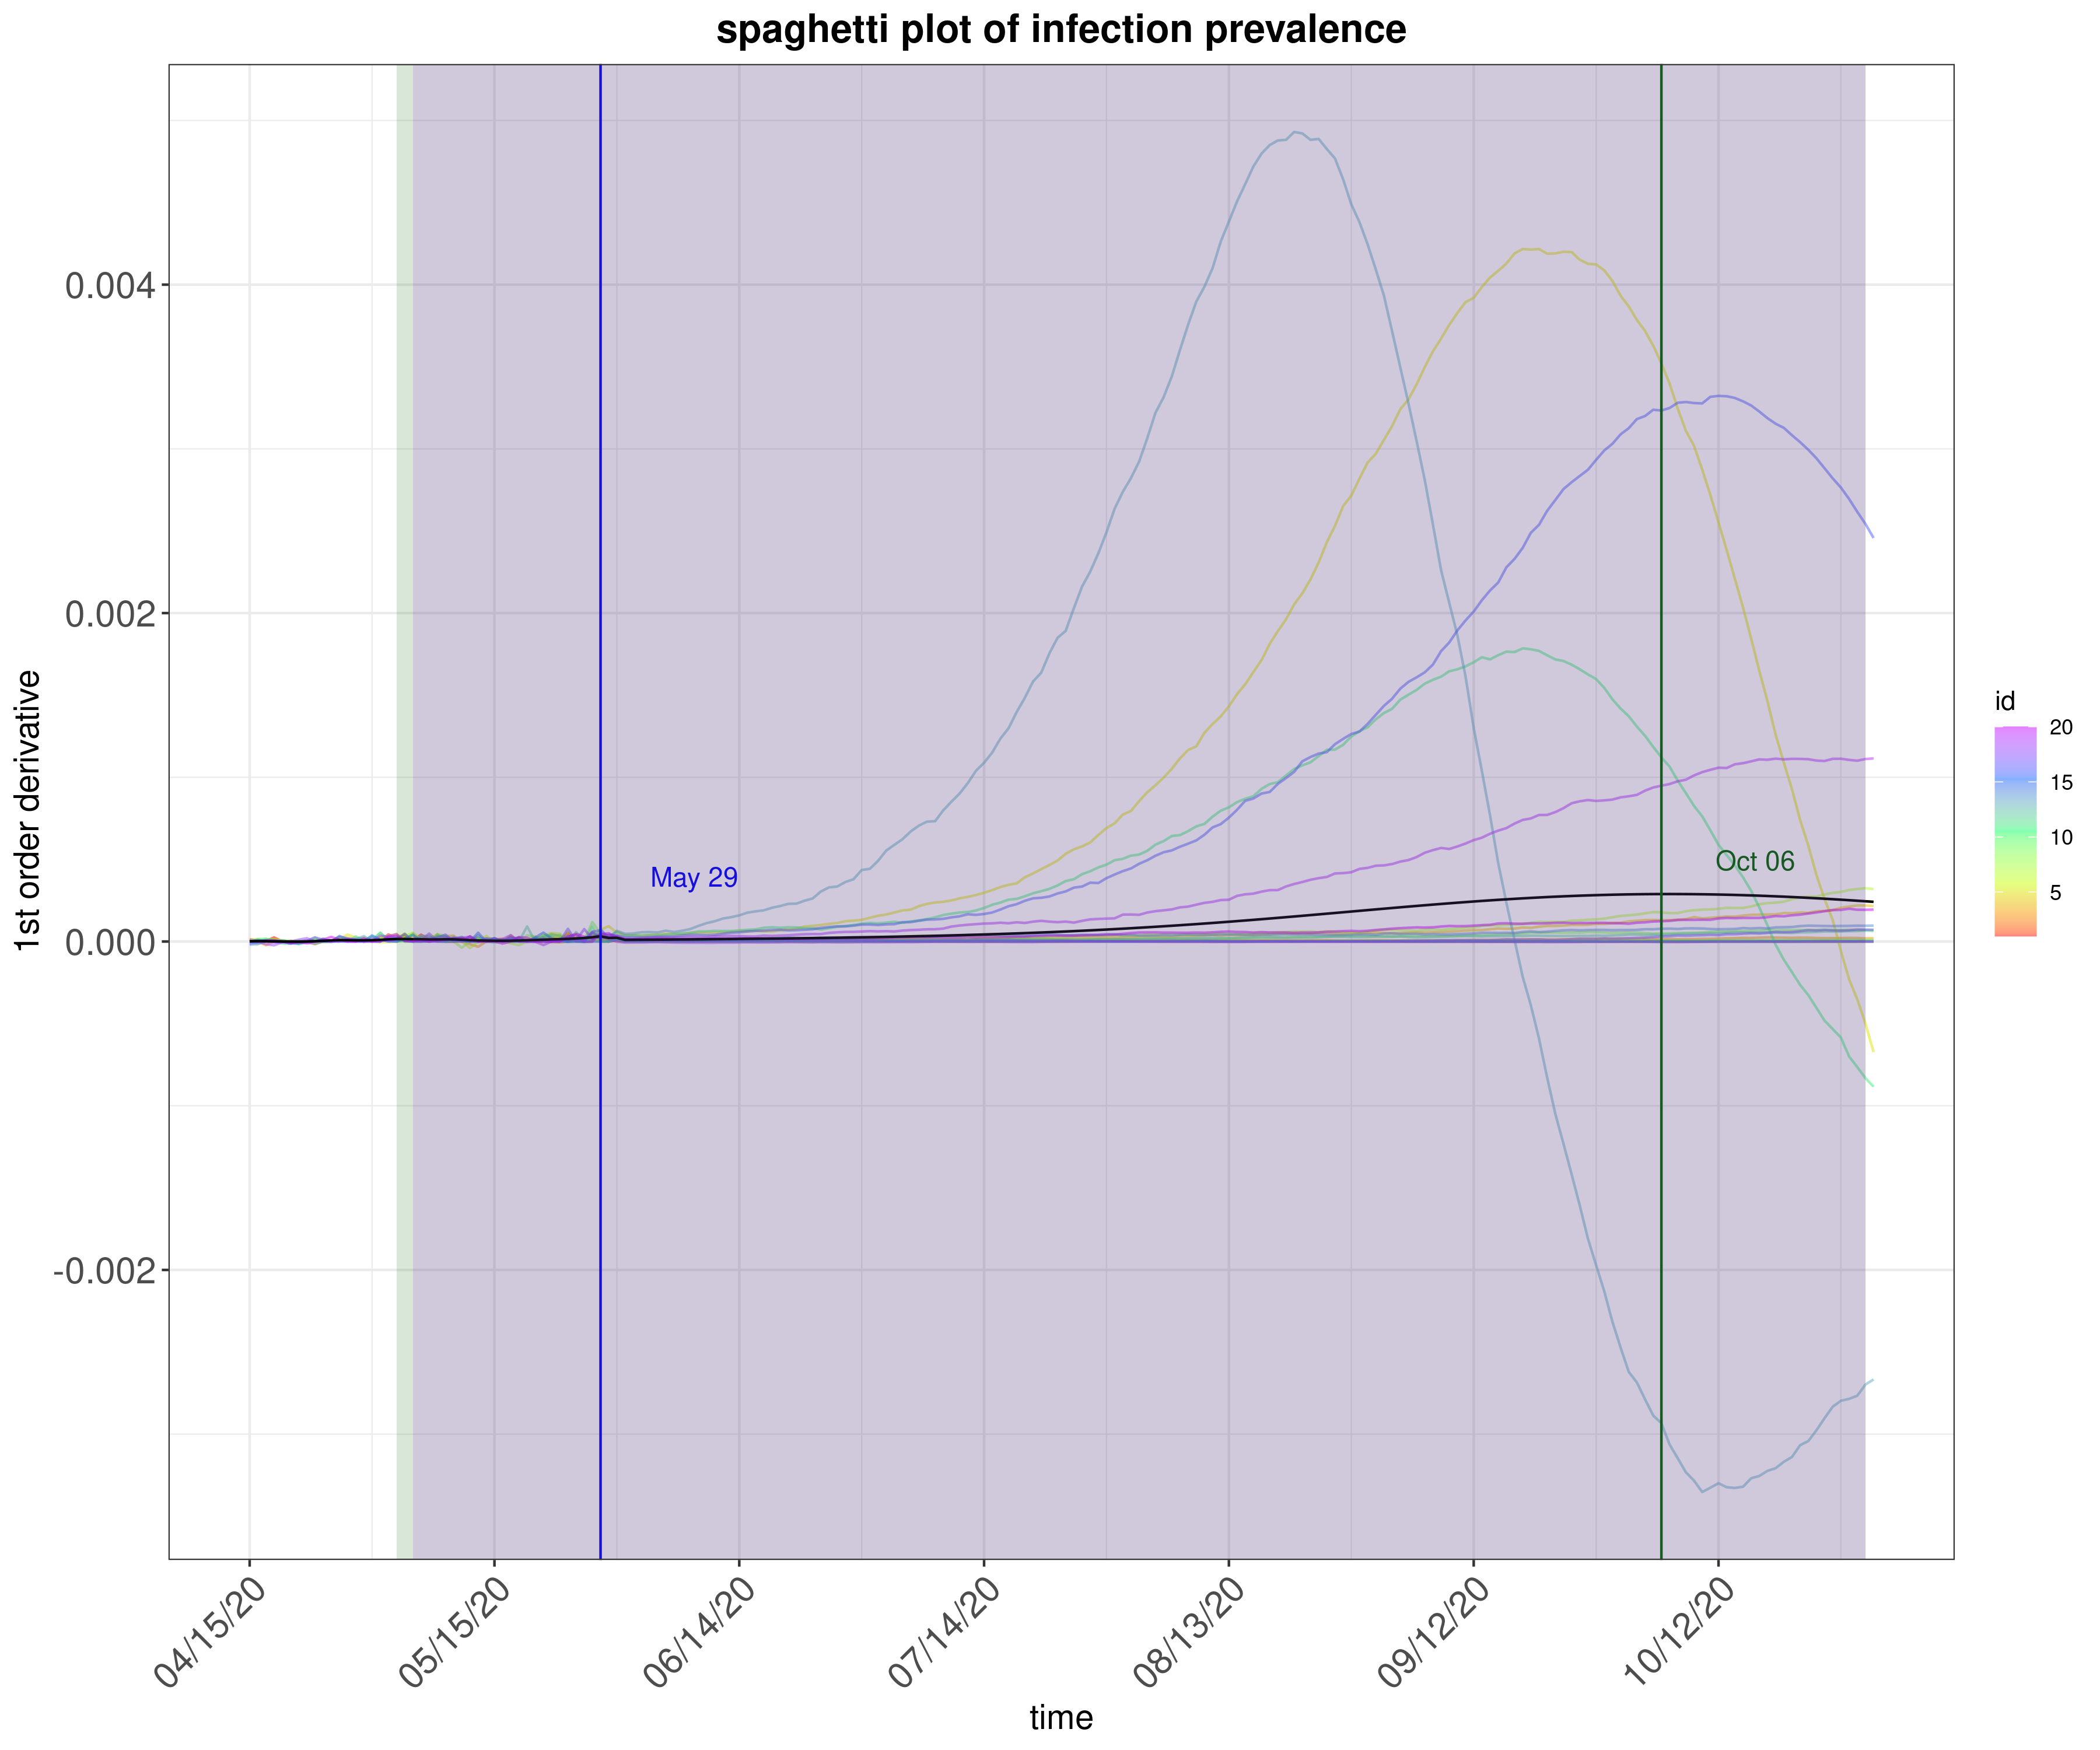 spaghetti plot of infection prevalence
1st order derivative
0.004
0.002
0.000
-0.002
May 29
Oct 06
04/15/20
05/15/20
06/14/20
07/14/20
08/13/20
09/12/20
10/12/20
time
id
20
15
10
5